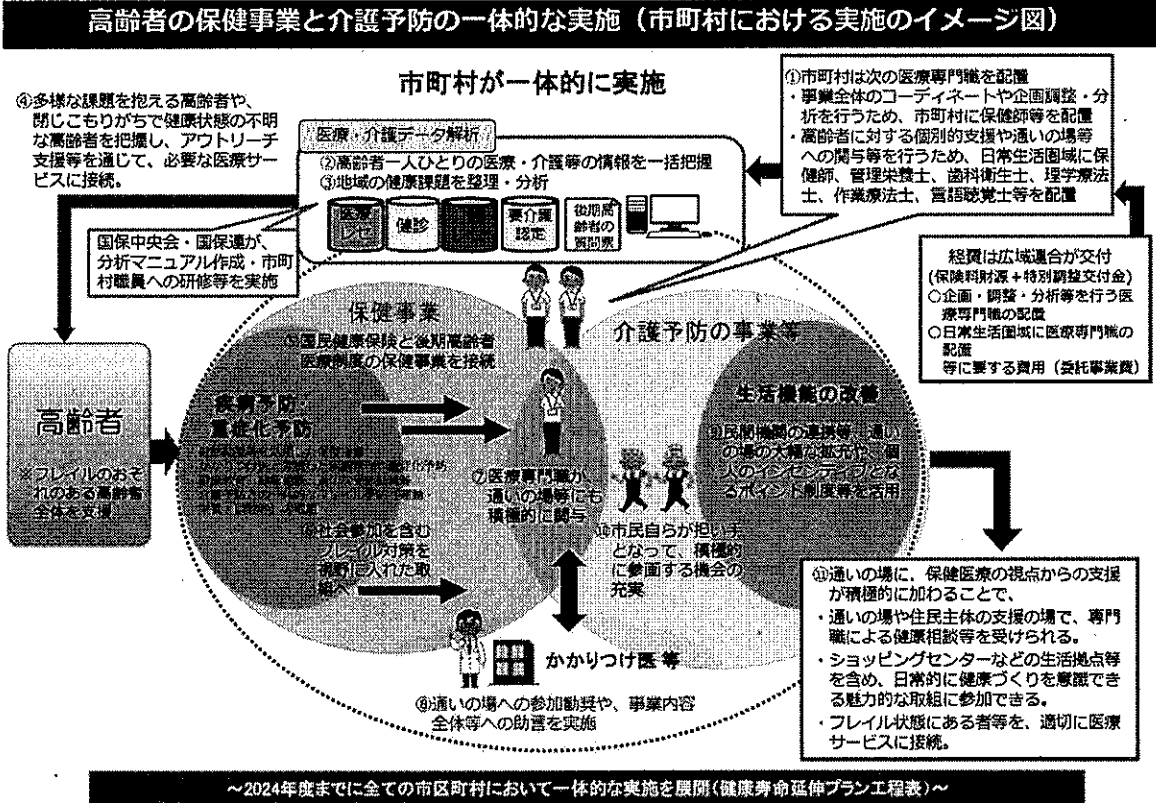 高齢者の保健事業と介護予防の一体的な実施（市町村における実施のイメージ図）
市町村が一体的に実施
④多様な課題を抱える高齢者や、
閉じこもりがちで健康状態の不明
な高齢者を把握し、アウトリーチ
支援等を通じて、必要な医療サー
ビスに接続。
医療・介護データ解析
②高齢者一人ひとりの医療・介護等の情報を一括把握
③地域の健康課題を整理・分析
医療
レセ
健診
要介護
認定
後期高
齢者の
質問票
①市町村は次の医療専門職を配置
・事業全体のコーディネートや企画調整・分
析を行うため、市町村に保健師等を配置
・高齢者に対する個別的支援や通いの場等
への関与等を行うため、日常生活圏域に保
健師、管理栄養士、歯科衛生士、理学療法
士、作業療法士、言語聴覚士等を配置
国保中央会・国保連が、
分析マニュアル作成・市町
村職員への研修等を実施
経費は広域連合が交付
(保険料財源＋特別調整交付金)
○企画・調整・分析等を行う医
療専門職の配置
○日常生活圏域に医療専門職の
配置
等に要する費用（委託事業費）
高齢者
※フレイルのおそ
れのある高齢者
全体を支援
保健事業
⑤国民健康保険と後期高齢者
医療制度の保健事業を接続
疾病予防・
重症化予防
⑥社会参加を含む
フレイル対策を
視野に入れた取
組へ
介護予防の事業等
生活機能の改善
⑨民間機関の連携等、通い
の場の大幅な拡充や、個
人のインセンティブとな
るポイント制度等を活用
⑦医療専門職が、
通いの場等にも
積極的に関与
⑩市民自らが担い手
となって、積極的
に参画する機会の
充実
かかりつけ医等
⑧通いの場への参加勧奨や、事業内容
全体等への助言を実施
⑪通いの場に、保健医療の視点からの支援
が積極的に加わることで、
・通いの場や住民主体の支援の場で、専門
職による健康相談等を受けられる。
・ショッピングセンターなどの生活拠点等
を含め、日常的に健康づくりを意識でき
る魅力的な取組に参加できる。
・フレイル状態にある者等を、適切に医療
サービスに接続。
～2024年度までに全ての市区町村において一体的な実施を展開(健康寿命延伸プラン工程表)～